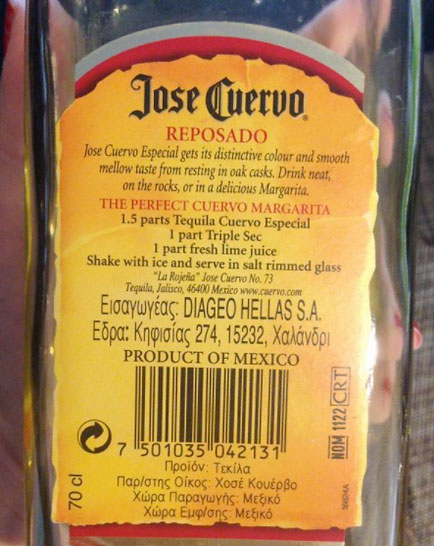 Jose Cuervo®
REPOSADO
Jose Cuervo Especial gets its distinctive colour and smooth
mellow taste from resting in oak casks. Drink neat,
on the rocks, or in a delicious Margarita.
THE PERFECT CUERVO MARGARITA
1.5 parts Tequila Cuervo Especial
1 part Triple Sec
1 part fresh lime juice
Shake with ice and serve in salt rimmed glass
"La Rojeña" Jose Cuervo No. 73
Tequila, Jalisco, 46400 Mexico www.cuervo.com
Εισαγωγέας: DIAGEO HELLAS S.A.
Εδρα: Κηφισίας 274, 15232, Χαλάνδρι
PRODUCT OF MEXICO
7 501035 042131
Προϊόν: Τεκίλα
Παρ/στης Οίκος: Χοσέ Κουέρβο
Χώρα Παραγωγής: Μεξικό
Χώρα Εμφ/σης: Μεξικό
70 cl
NOM 1122 CRT